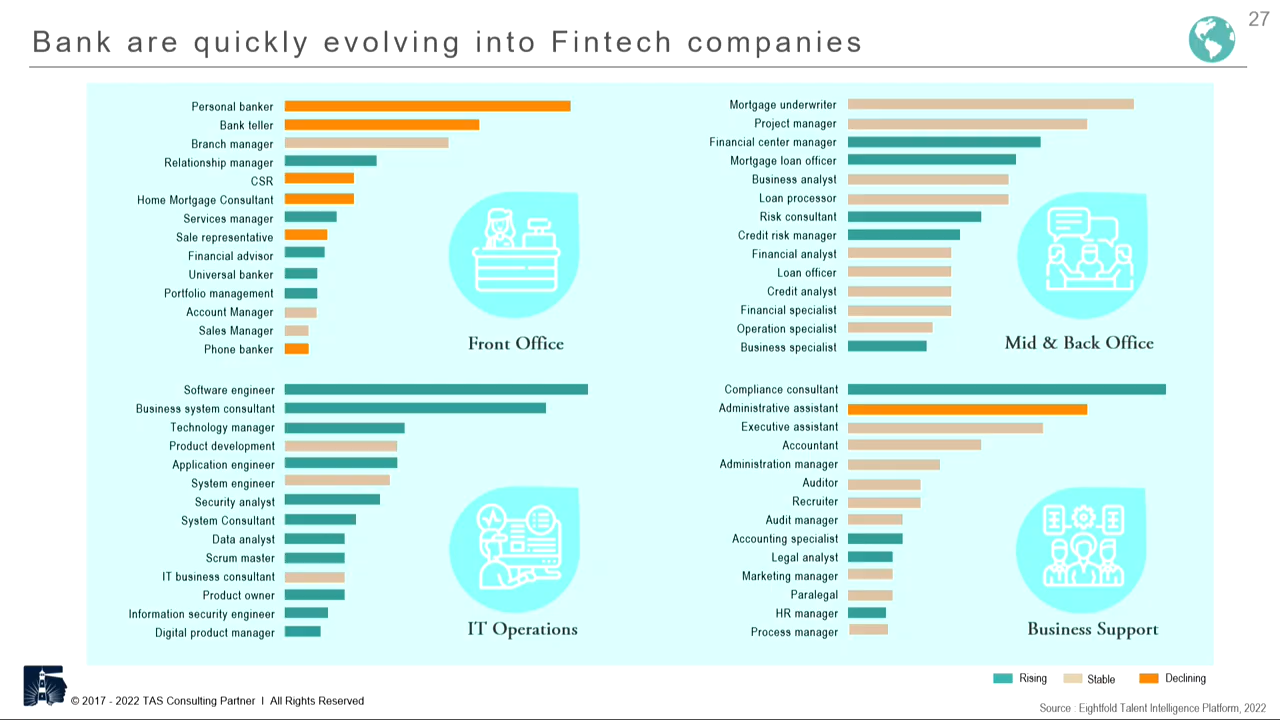 27
Bank are quickly evolving into Fintech companies
Personal banker
Bank teller
Branch manager
Relationship manager
CSR
Home Mortgage Consultant
Services manager
Sale representative
Financial advisor
Universal banker
Portfolio management
Account Manager
Sales Manager
Phone banker
Front Office
Mortgage underwriter
Project manager
Financial center manager
Mortgage loan officer
Business analyst
Loan processor
Risk consultant
Credit risk manager
Financial analyst
Loan officer
Credit analyst
Financial specialist
Operation specialist
Business specialist
Mid & Back Office
Software engineer
Business system consultant
Technology manager
Product development
Application engineer
System engineer
Security analyst
System Consultant
Data analyst
Scrum master
IT business consultant
Product owner
Information security engineer
Digital product manager
IT Operations
Compliance consultant
Administrative assistant
Executive assistant
Accountant
Administration manager
Auditor
Recruiter
Audit manager
Accounting specialist
Legal analyst
Marketing manager
Paralegal
HR manager
Process manager
Business Support
Rising
Stable
Declining
© 2017 - 2022 TAS Consulting Partner I All Rights Reserved
Source : Eightfold Talent Intelligence Platform, 2022